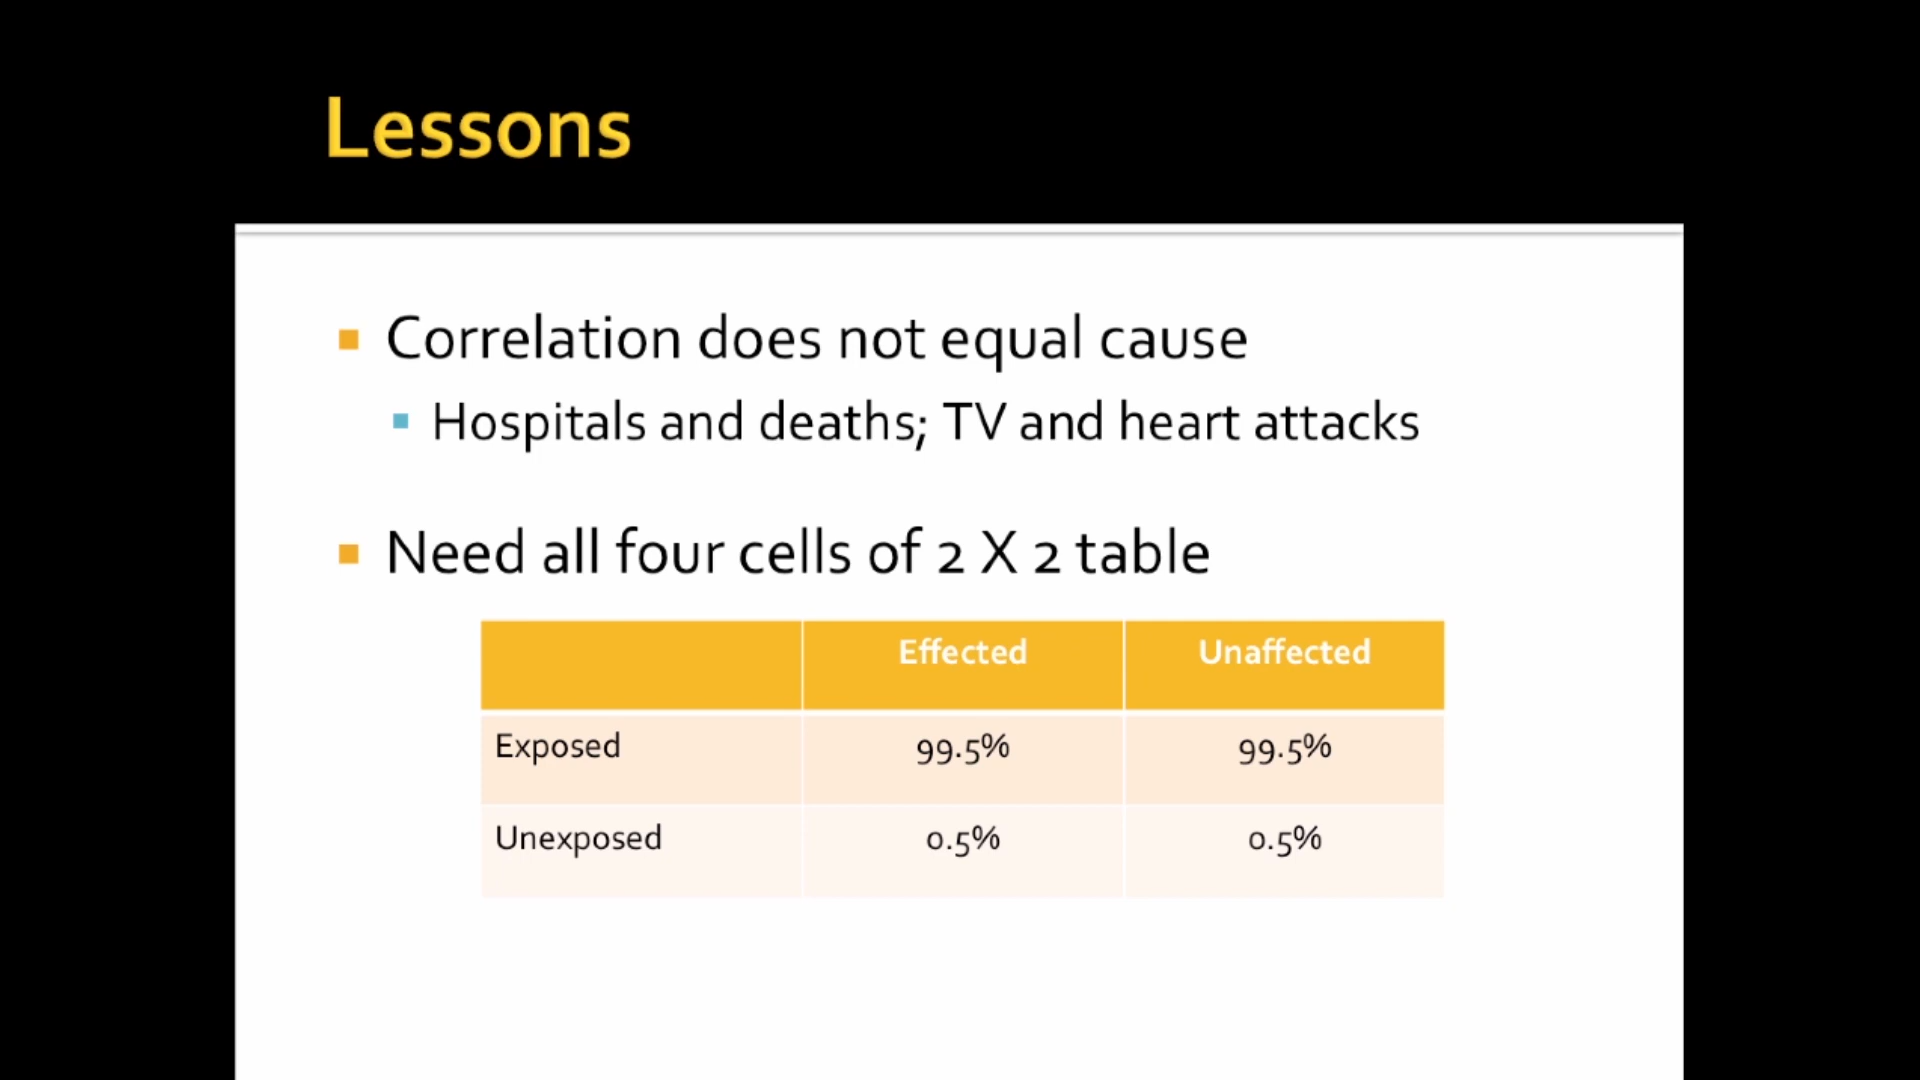 Lessons
Correlation does not equal cause
Hospitals and deaths; TV and heart attacks
Need all four cells of 2 X 2 table
Effected Unaffected
Exposed 99.5% 99.5%
Unexposed 0.5% 0.5%